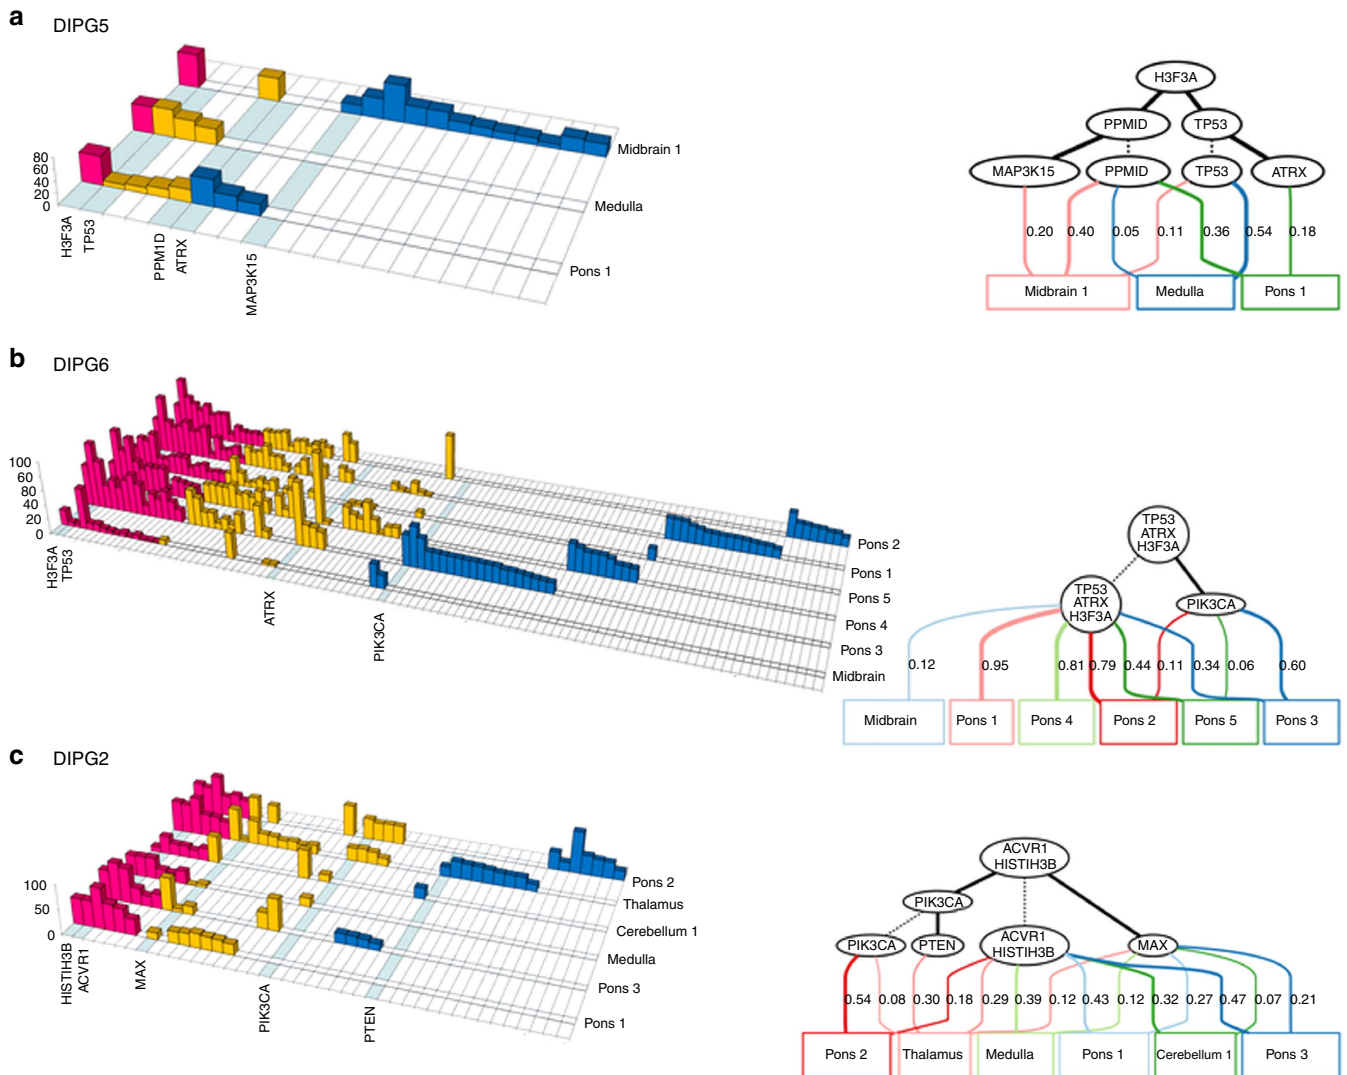 a
DIPG5
80
60
40
20
0
H3F3A
TP53
PPM1D
ATRX
MAP3K15
Midbrain 1
Medulla
Pons 1
H3F3A
PPMID
TP53
MAP3K15
PPMID
TP53
ATRX
0.20
0.40
0.05
0.11
0.36
0.54
0.18
Midbrain 1
Medulla
Pons 1
b
DIPG6
100
60
80
40
20
0
H3F3A
TP53
ATRX
PIK3CA
Pons 2
Pons 1
Pons 5
Pons 4
Pons 3
Midbrain
TP53
ATRX
H3F3A
TP53
ATRX
H3F3A
PIK3CA
0.12
0.95
0.81
0.79
0.44
0.11
0.34
0.06
0.60
Midbrain
Pons 1
Pons 4
Pons 2
Pons 5
Pons 3
c
DIPG2
100
50
0
HISTIH3B
ACVR1
MAX
PIK3CA
PTEN
Pons 2
Thalamus
Cerebellum 1
Medulla
Pons 3
Pons 1
ACVR1
HISTIH3B
PIK3CA
PIK3CA
PTEN
ACVR1
HISTIH3B
MAX
0.54
0.08
0.30
0.18
0.29
0.39
0.12
0.43
0.12
0.32
0.27
0.47
0.07
0.21
Pons 2
Thalamus
Medulla
Pons 1
Cerebellum 1
Pons 3